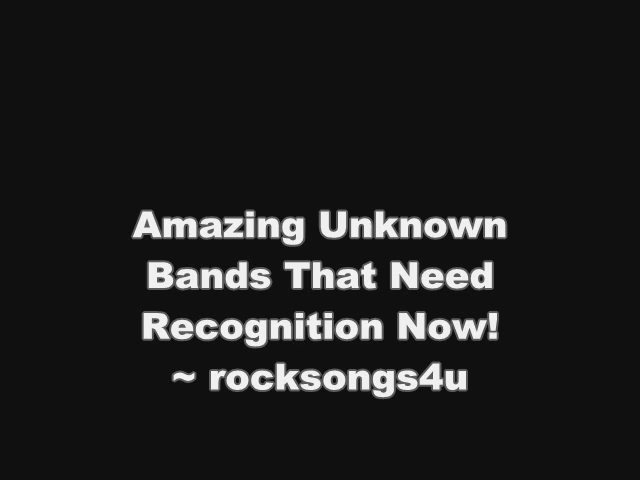 Amazing Unknown
Bands That Need
Recognition Now!
~ rocksongs4u